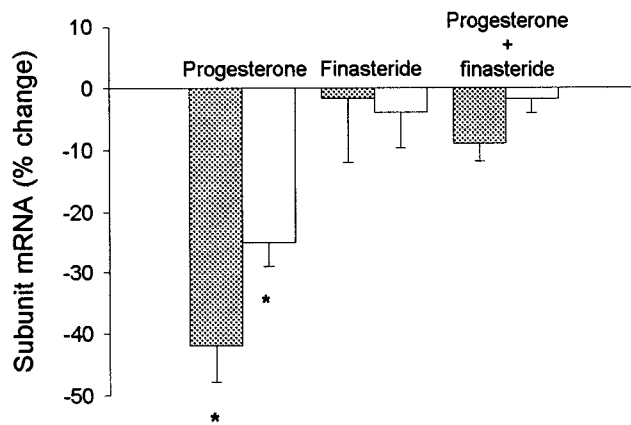 Subunit mRNA (% change)
10
0
-10
-20
-30
-40
-50
Progesterone
Finasteride
Progesterone
+
finasteride
*
*